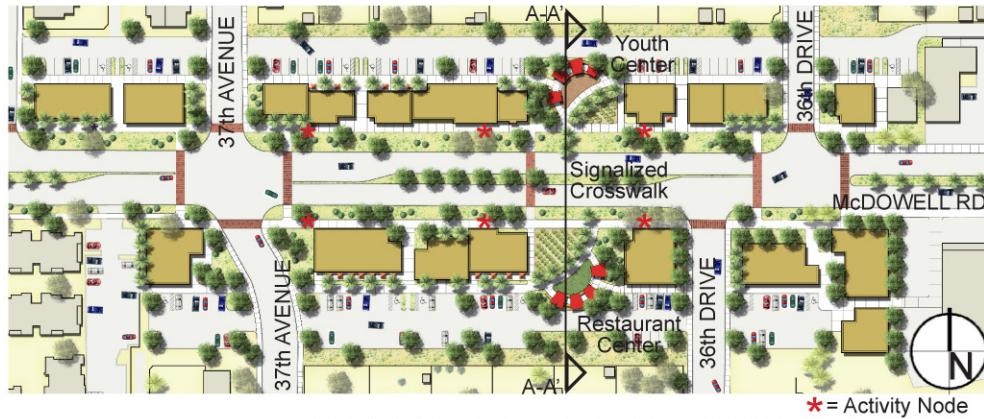 A-A'
Youth
Center
37th AVENUE
36th DRIVE
Signalized
Crosswalk
McDOWELL RD
37th AVENUE
36th DRIVE
Restaurant
Center
A-A'
N
* = Activity Node